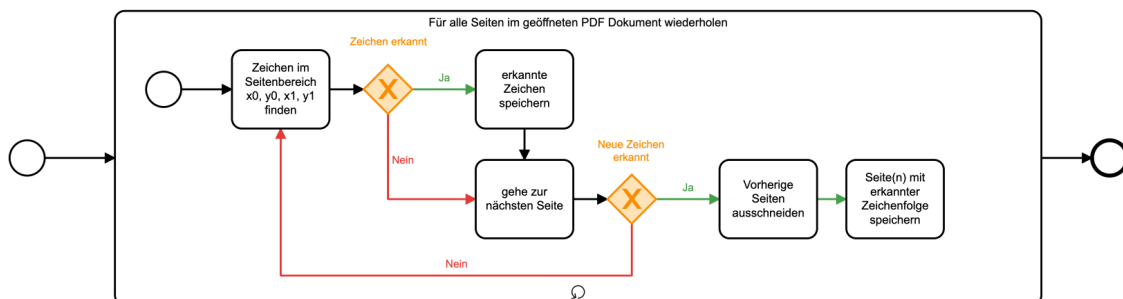 Für alle Seiten im geöffneten PDF Dokument wiederholen
Zeichen im
Seitenbereich
x0, y0, x1, y1
finden
Zeichen erkannt
X
Ja
erkannte
Zeichen
speichern
Nein
gehe zur
nächsten Seite
Neue Zeichen
erkannt
X
Ja
Vorherige
Seiten
ausschneiden
Seite(n) mit
erkannter
Zeichenfolge
speichern
Nein